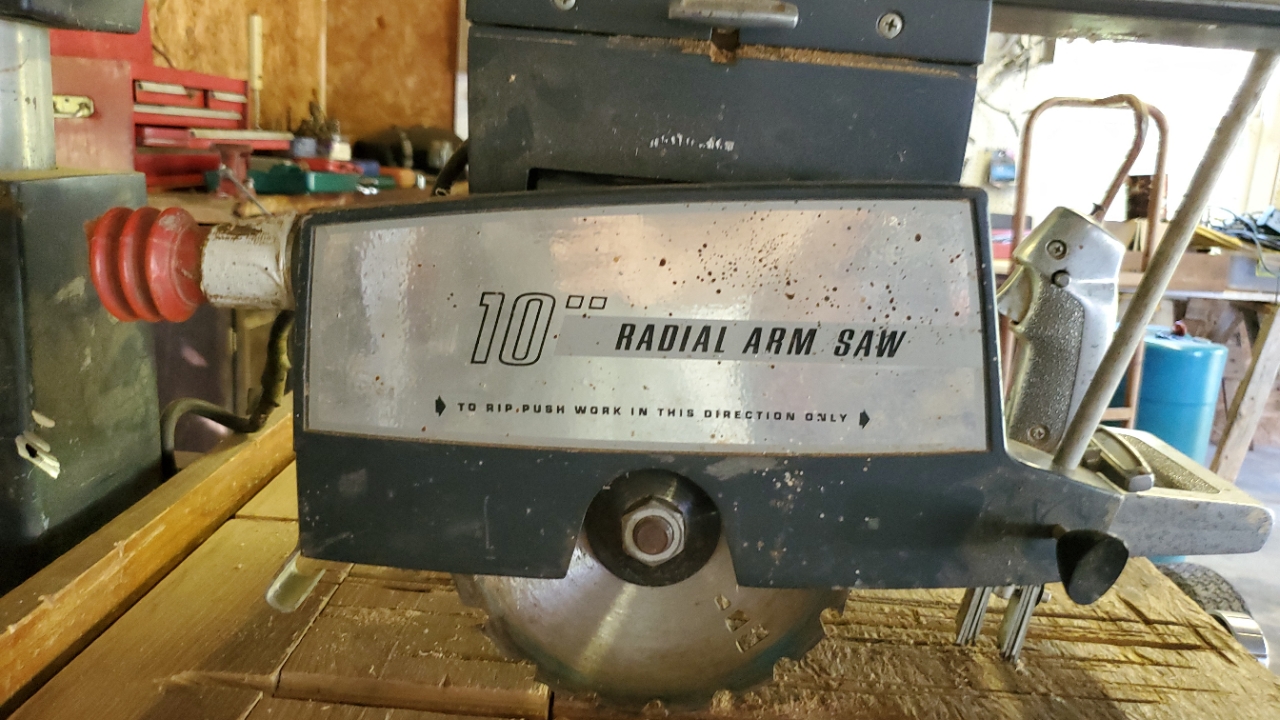 10" RADIAL ARM SAW
TO RIP, PUSH WORK IN THIS DIRECTION ONLY